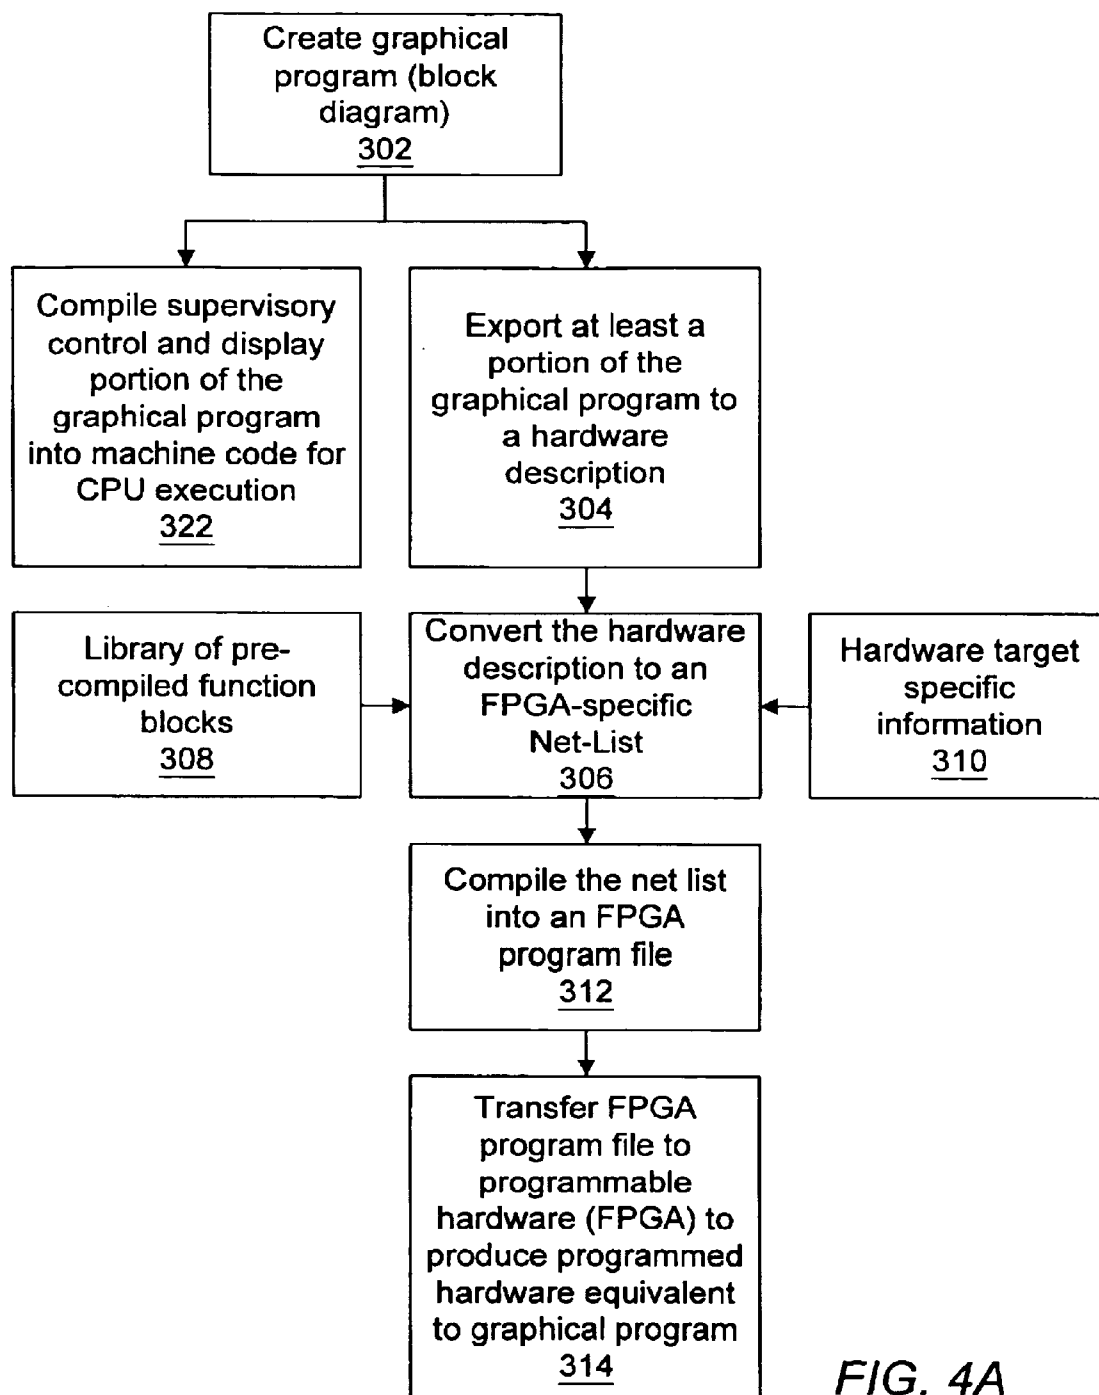 Create graphical
program (block
diagram)
302
Compile supervisory
control and display
portion of the
graphical program
into machine code for
CPU execution
322
Export at least a
portion of the
graphical program to
a hardware
description
304
Library of pre-
compiled function
blocks
308
Convert the hardware
description to an
FPGA-specific
Net-List
306
Hardware target
specific
information
310
Compile the net list
into an FPGA
program file
312
Transfer FPGA
program file to
programmable
hardware (FPGA) to
produce programmed
hardware equivalent
to graphical program
314
FIG. 4A